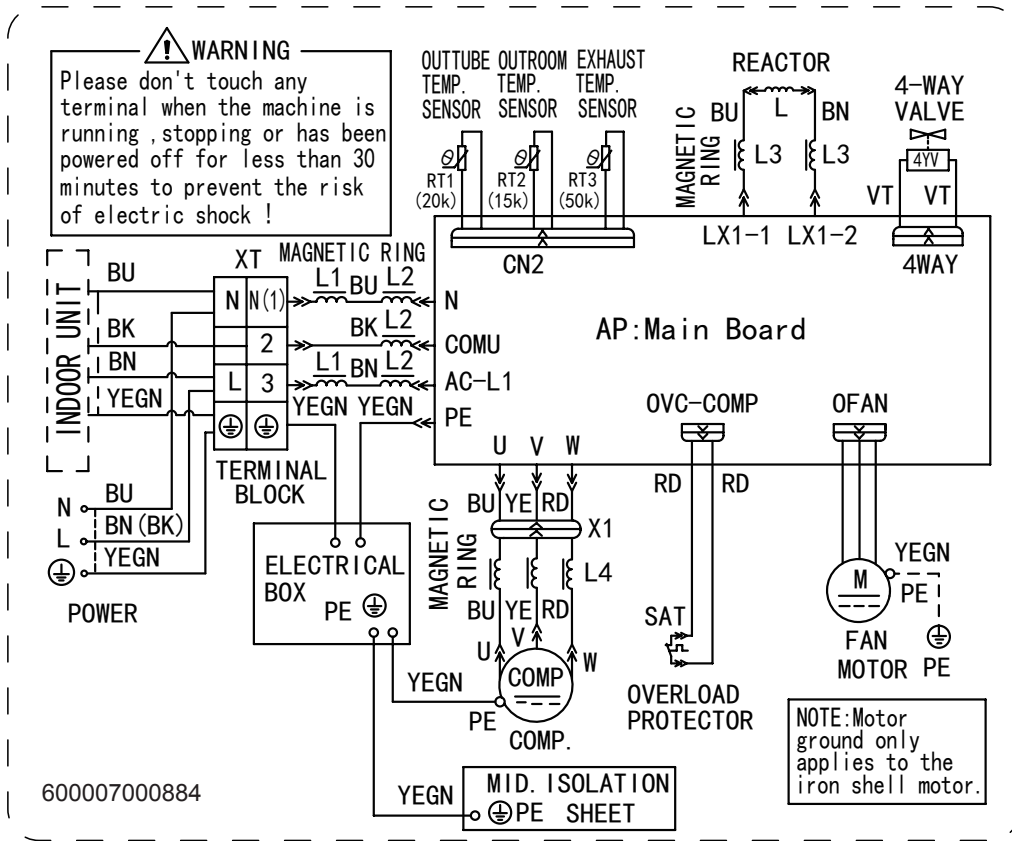 WARNING
Please don't touch any
terminal when the machine is
running ,stopping or has been
powered off for less than 30
minutes to prevent the risk
of electric shock !
OUTTUBE OUTROOM EXHAUST
TEMP. TEMP. TEMP.
SENSOR SENSOR SENSOR
RT1 RT2 RT3
(20k) (15k) (50k)
CN2
REACTOR
BU L BN
MAGNETIC
RING
L3 L3
LX1-1 LX1-2
4-WAY
VALVE
4YV
VT VT
4WAY
INDOOR UNIT
BU
BK
BN
YEGN
XT
N N(1)
2
L 3
TERMINAL
BLOCK
MAGNETIC RING
L1 BU L2
BK L2
L1 BN L2
YEGN YEGN
N
COMU
AC-L1
PE
AP:Main Board
OVC-COMP
OFAN
U V W
N BU
L BN(BK)
YEGN
POWER
ELECTRICAL
BOX
PE
MAGNETIC
RING
BU YE RD
X1
L4
BU YE RD
U V W
COMP
PE
COMP.
YEGN
RD RD
SAT
OVERLOAD
PROTECTOR
M
YEGN
PE
FAN
MOTOR PE
NOTE:Motor
ground only
applies to the
iron shell motor.
YEGN
MID. ISOLATION
PE SHEET
600007000884